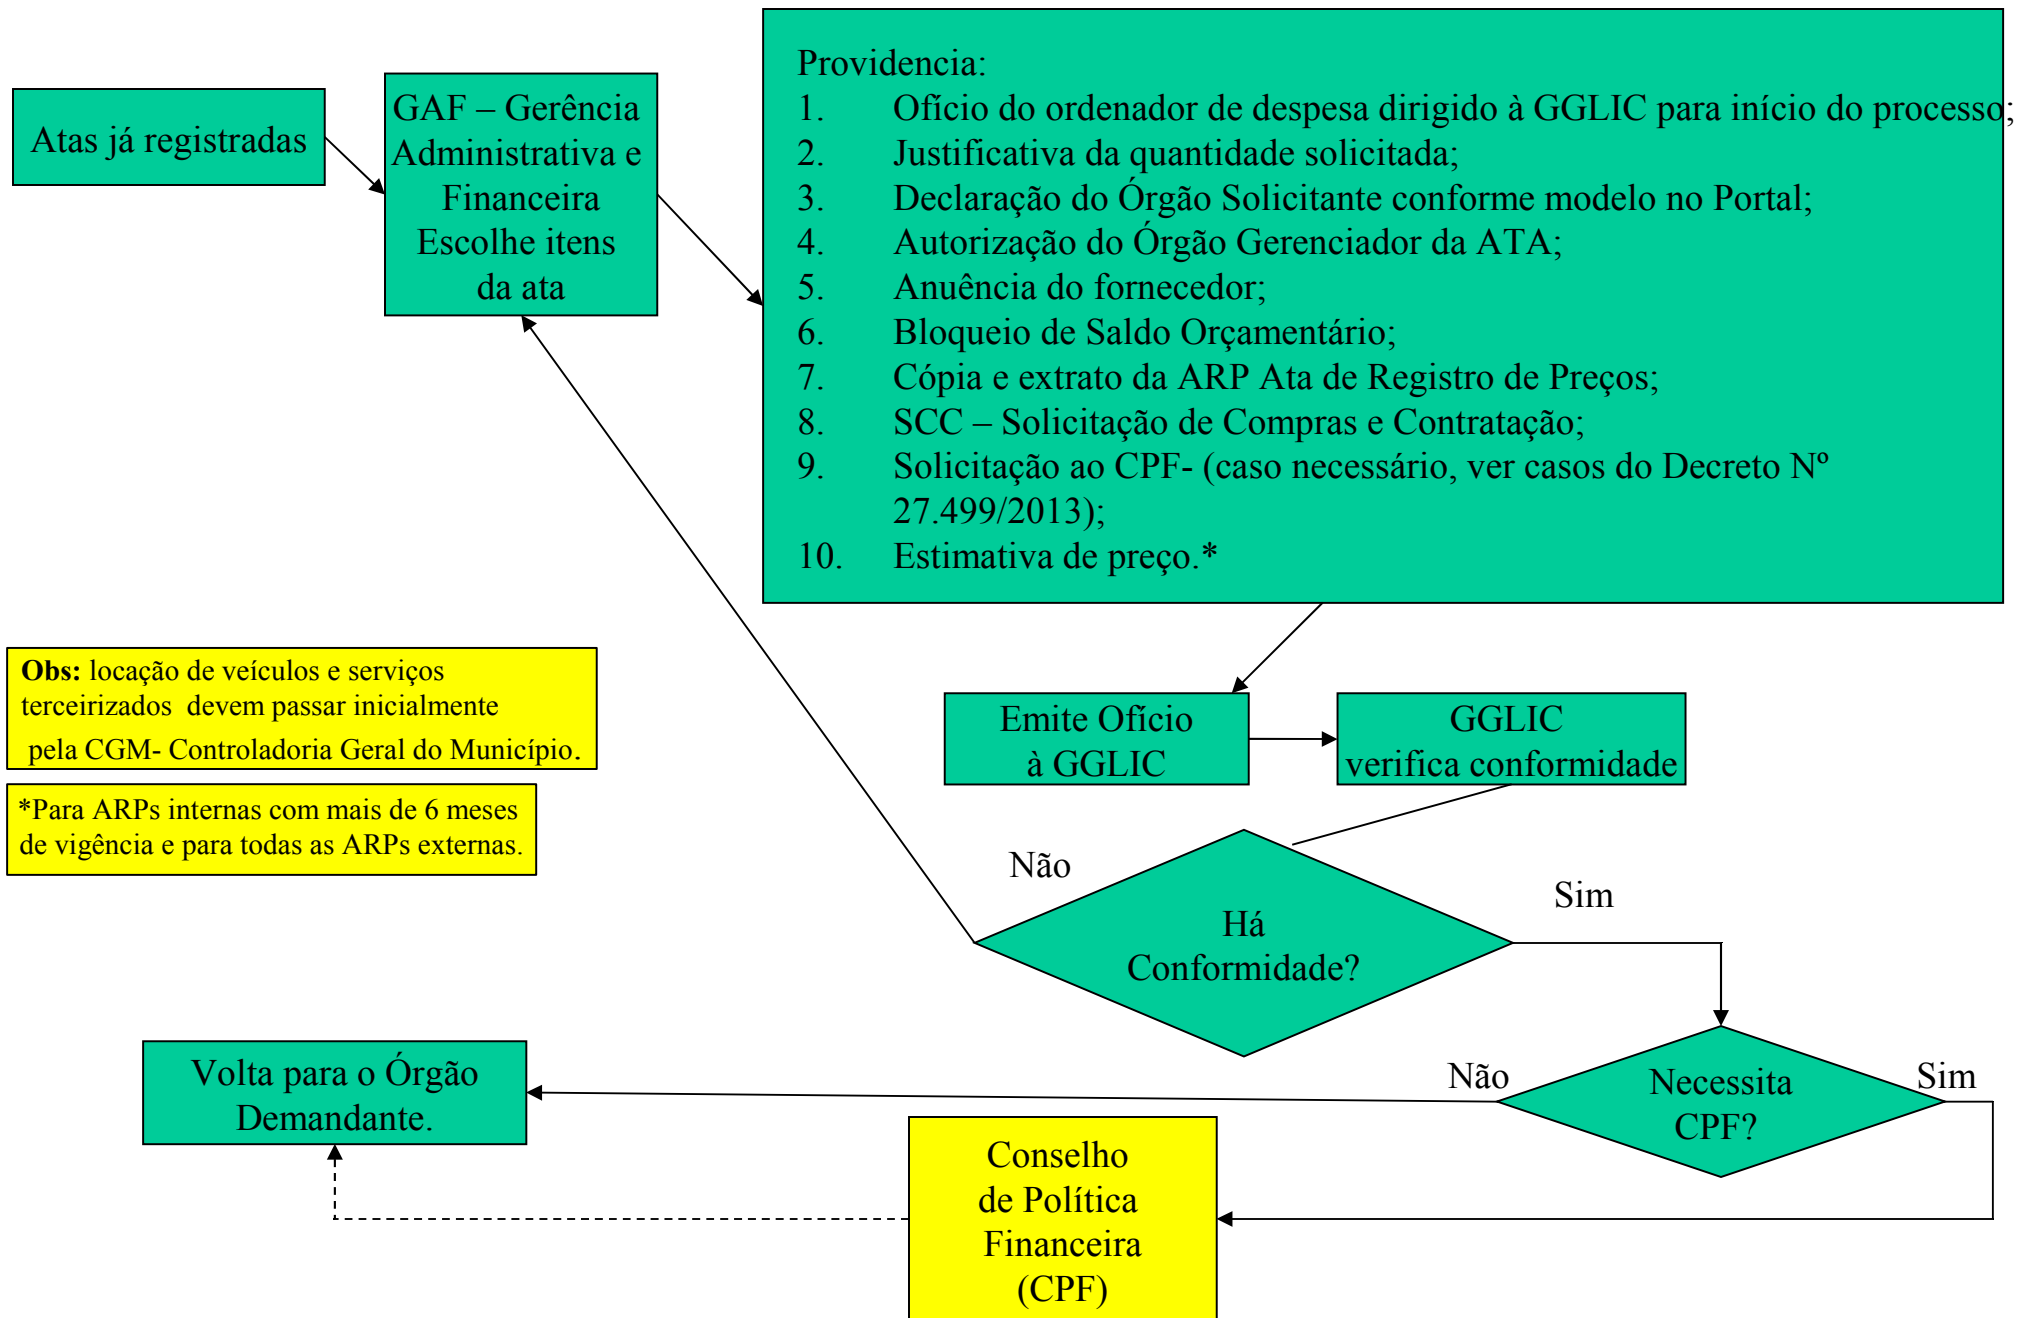 Atas já registradas
GAF – Gerência
Administrativa e
Financeira
Escolhe itens
da ata
Providencia:
1. Ofício do ordenador de despesa dirigido à GGLIC para início do processo;
2. Justificativa da quantidade solicitada;
3. Declaração do Órgão Solicitante conforme modelo no Portal;
4. Autorização do Órgão Gerenciador da ATA;
5. Anuência do fornecedor;
6. Bloqueio de Saldo Orçamentário;
7. Cópia e extrato da ARP Ata de Registro de Preços;
8. SCC – Solicitação de Compras e Contratação;
9. Solicitação ao CPF- (caso necessário, ver casos do Decreto Nº
27.499/2013);
10. Estimativa de preço.*
Obs: locação de veículos e serviços
terceirizados devem passar inicialmente
pela CGM- Controladoria Geral do Município.
*Para ARPs internas com mais de 6 meses
de vigência e para todas as ARPs externas.
Emite Ofício
à GGLIC
GGLIC
verifica conformidade
Não
Sim
Há
Conformidade?
Volta para o Órgão
Demandante.
Não
Necessita
CPF?
Sim
Conselho
de Política
Financeira
(CPF)